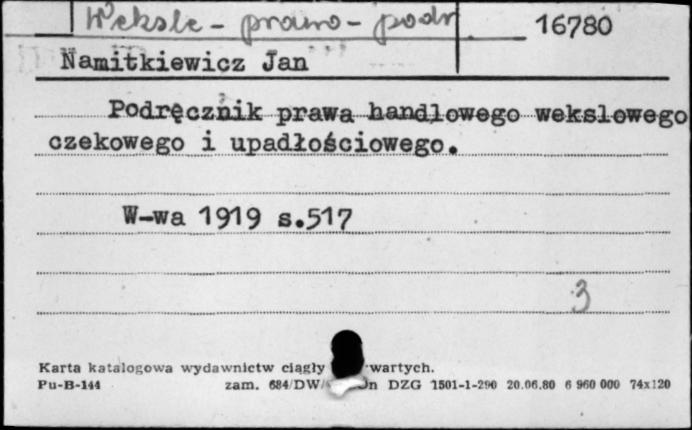 Weksle - prawo - podr
16780
Namitkiewicz Jan
Podręcznik prawa handlowego wekslowego
czekowego i upadłościowego.
W-wa 1919 s.517
3
Karta katalogowa wydawnictw ciągły wartych.
Pu-B-144 zam. 684/DW/ DZG 1501-1-290 20.06.80 6 960 000 74x120